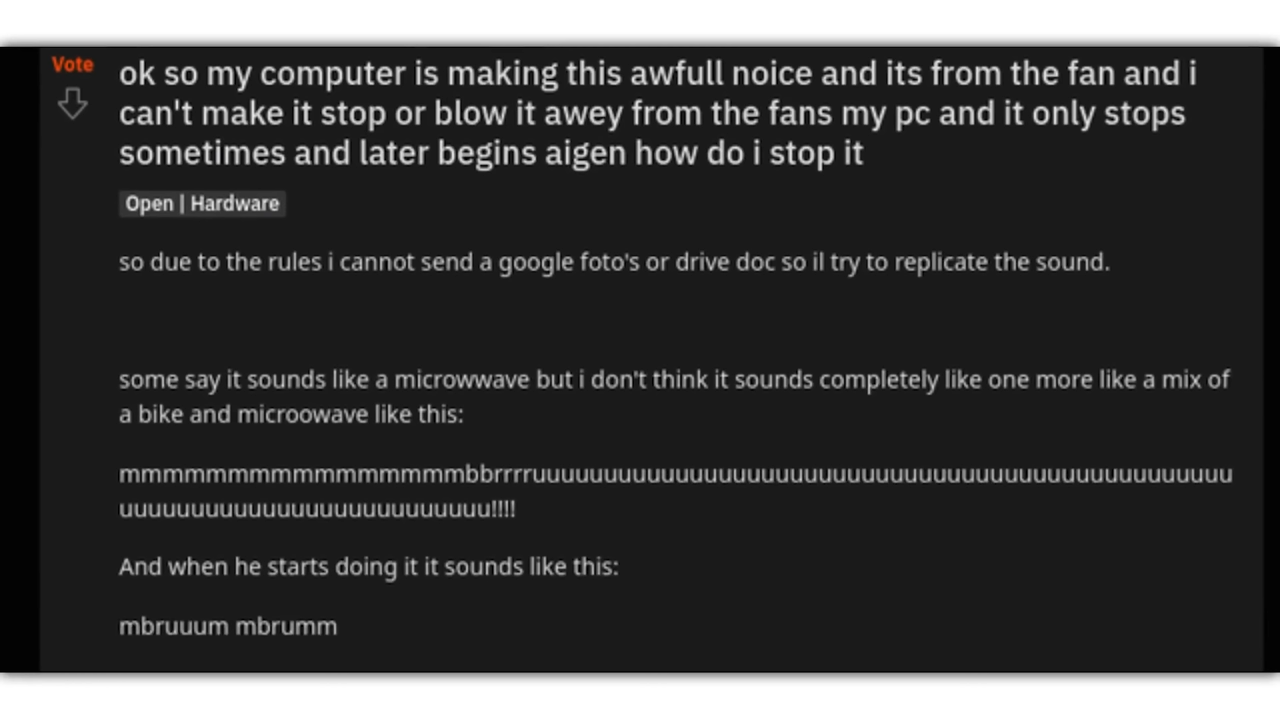 Vote
ok so my computer is making this awfull noice and its from the fan and i
can't make it stop or blow it awey from the fans my pc and it only stops
sometimes and later begins aigen how do i stop it
Open | Hardware
so due to the rules i cannot send a google foto's or drive doc so il try to replicate the sound.
some say it sounds like a microwwave but i don't think it sounds completely like one more like a mix of
a bike and microowave like this:
mmmmmmmmmmmmmmmmbbrrrruuuuuuuuuuuuuuuuuuuuuuuuuuuuuuuuuuuuuuuuuuuuuuuuu
uuuuuuuuuuuuuuuuuuuuuuuuuu!!!!
And when he starts doing it it sounds like this:
mbruuum mbrumm